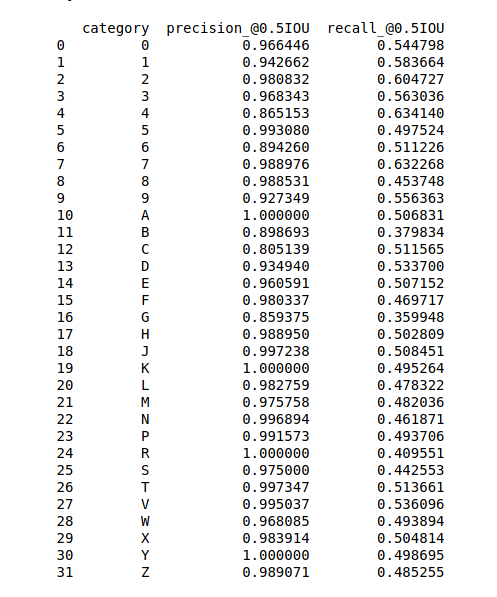 category precision_@0.5IOU recall_@0.5IOU
0 0 0.966446 0.544798
1 1 0.942662 0.583664
2 2 0.980832 0.604727
3 3 0.968343 0.563036
4 4 0.865153 0.634140
5 5 0.993080 0.497524
6 6 0.894260 0.511226
7 7 0.988976 0.632268
8 8 0.988531 0.453748
9 9 0.927349 0.556363
10 A 1.000000 0.506831
11 B 0.898693 0.379834
12 C 0.805139 0.511565
13 D 0.934940 0.533700
14 E 0.960591 0.507152
15 F 0.980337 0.469717
16 G 0.859375 0.359948
17 H 0.988950 0.502809
18 J 0.997238 0.508451
19 K 1.000000 0.495264
20 L 0.982759 0.478322
21 M 0.975758 0.482036
22 N 0.996894 0.461871
23 P 0.991573 0.493706
24 R 1.000000 0.409551
25 S 0.975000 0.442553
26 T 0.997347 0.513661
27 V 0.995037 0.536096
28 W 0.968085 0.493894
29 X 0.983914 0.504814
30 Y 1.000000 0.498695
31 Z 0.989071 0.485255